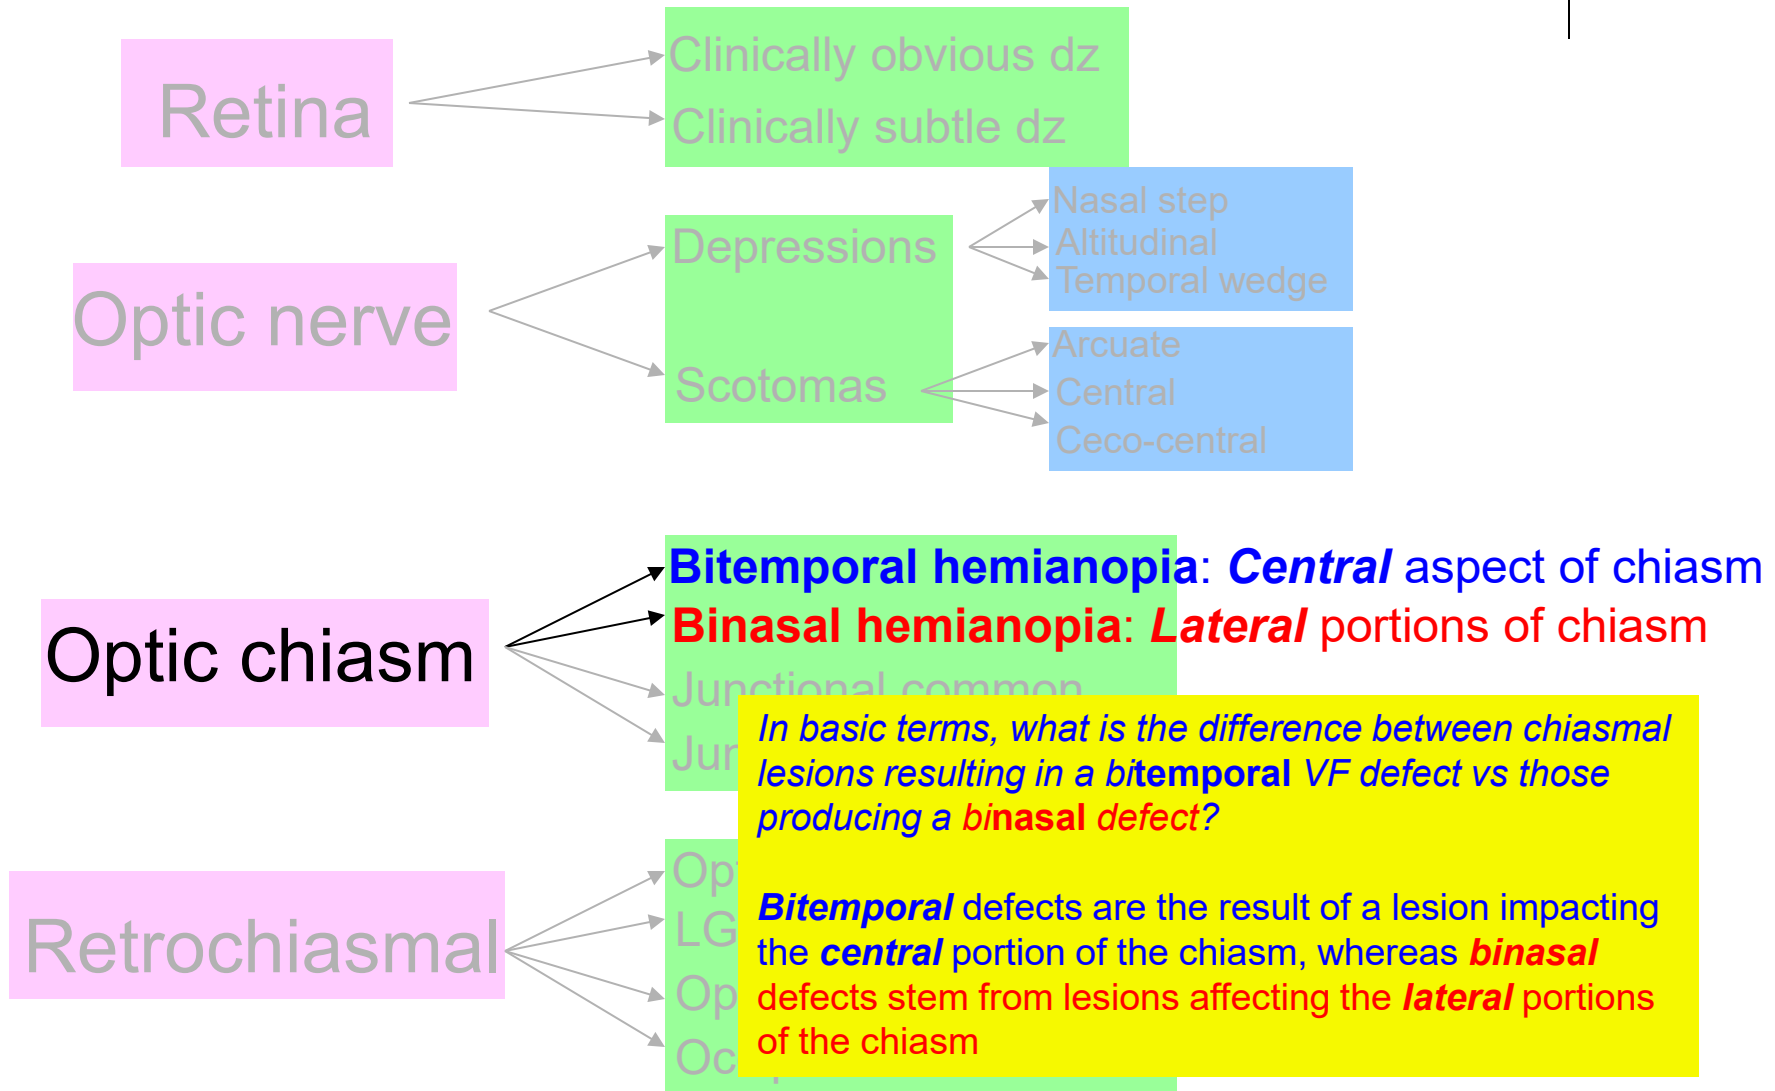 Retina
Clinically obvious dz
Clinically subtle dz
Optic nerve
Depressions
Nasal step
Altitudinal
Temporal wedge
Scotomas
Arcuate
Central
Ceco-central
Optic chiasm
Bitemporal hemianopia: Central aspect of chiasm
Binasal hemianopia: Lateral portions of chiasm
Junctional common
In basic terms, what is the difference between chiasmal
lesions resulting in a bitemporal VF defect vs those
producing a binasal defect?
Bitemporal defects are the result of a lesion impacting
the central portion of the chiasm, whereas binasal
defects stem from lesions affecting the lateral portions
of the chiasm
Retrochiasmal